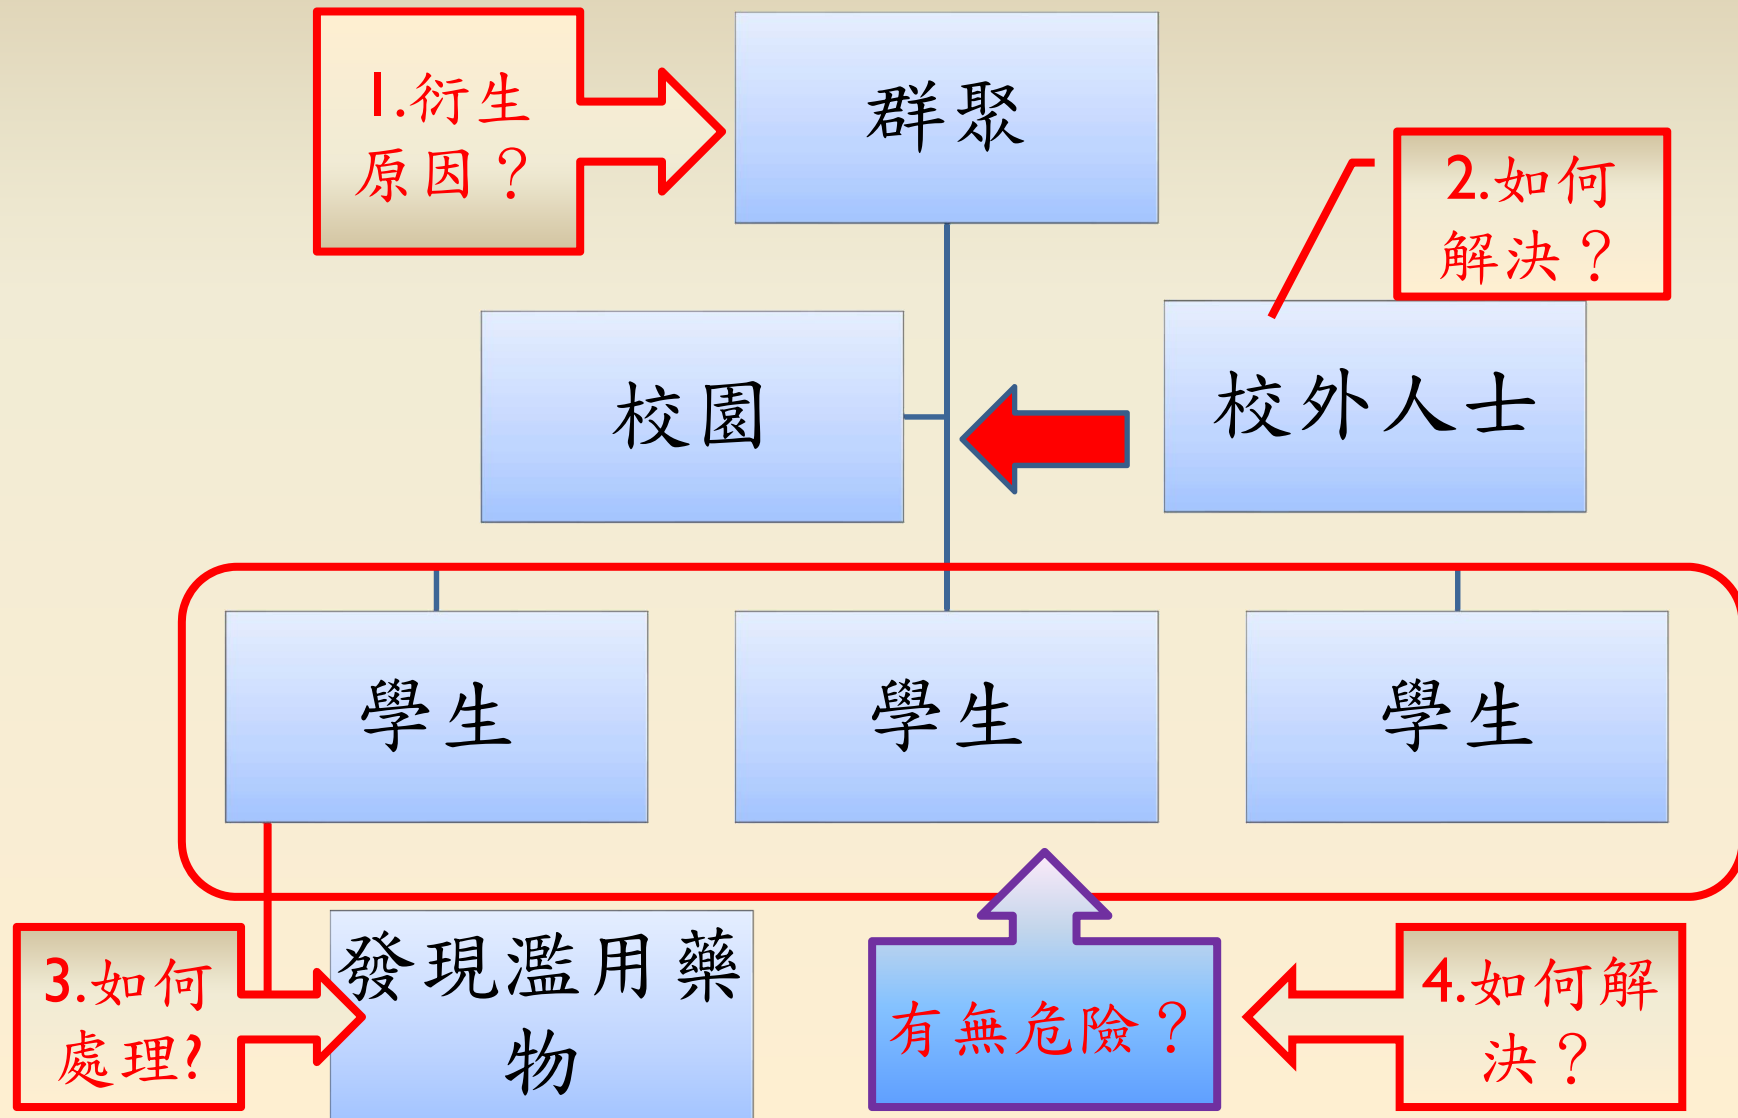 1.衍生
原因？
群聚
2.如何
解決？
校園
校外人士
學生
學生
學生
3.如何
處理?
發現濫用藥
物
有無危險？
4.如何解
決？